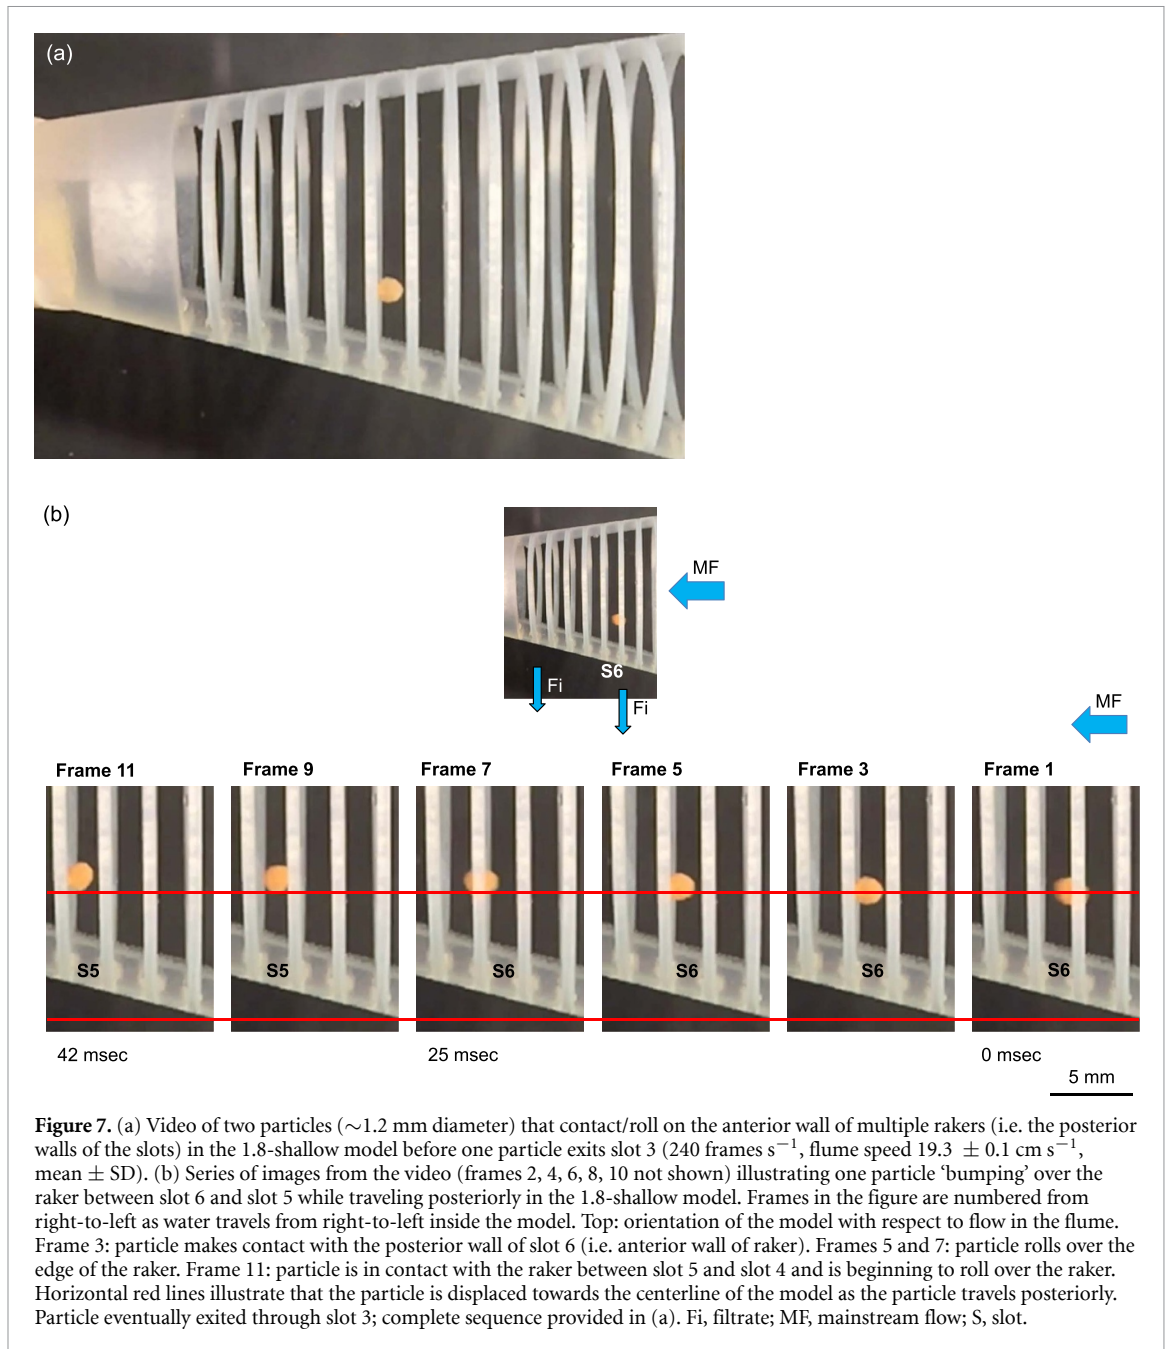 (a)
(b)
MF
S6
Fi
Fi
MF
Frame 11
Frame 9
Frame 7
Frame 5
Frame 3
Frame 1
S5
S5
S6
S6
S6
S6
42 msec
25 msec
0 msec
5 mm
Figure 7. (a) Video of two particles (∼1.2 mm diameter) that contact/roll on the anterior wall of multiple rakers (i.e. the posterior
walls of the slots) in the 1.8-shallow model before one particle exits slot 3 (240 frames s⁻¹, flume speed 19.3 ± 0.1 cm s⁻¹,
mean ± SD). (b) Series of images from the video (frames 2, 4, 6, 8, 10 not shown) illustrating one particle ‘bumping’ over the
raker between slot 6 and slot 5 while traveling posteriorly in the 1.8-shallow model. Frames in the figure are numbered from
right-to-left as water travels from right-to-left inside the model. Top: orientation of the model with respect to flow in the flume.
Frame 3: particle makes contact with the posterior wall of slot 6 (i.e. anterior wall of raker). Frames 5 and 7: particle rolls over the
edge of the raker. Frame 11: particle is in contact with the raker between slot 5 and slot 4 and is beginning to roll over the raker.
Horizontal red lines illustrate that the particle is displaced towards the centerline of the model as the particle travels posteriorly.
Particle eventually exited through slot 3; complete sequence provided in (a). Fi, filtrate; MF, mainstream flow; S, slot.